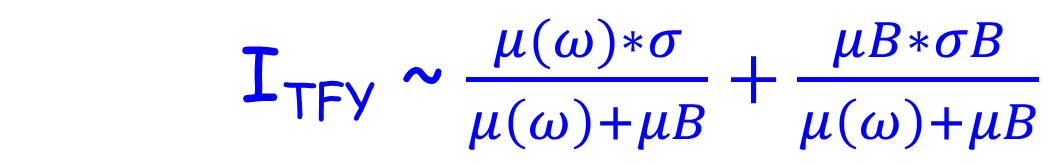 I_TFY ~ μ(ω)∗σ / μ(ω)+μB + μB∗σB / μ(ω)+μB